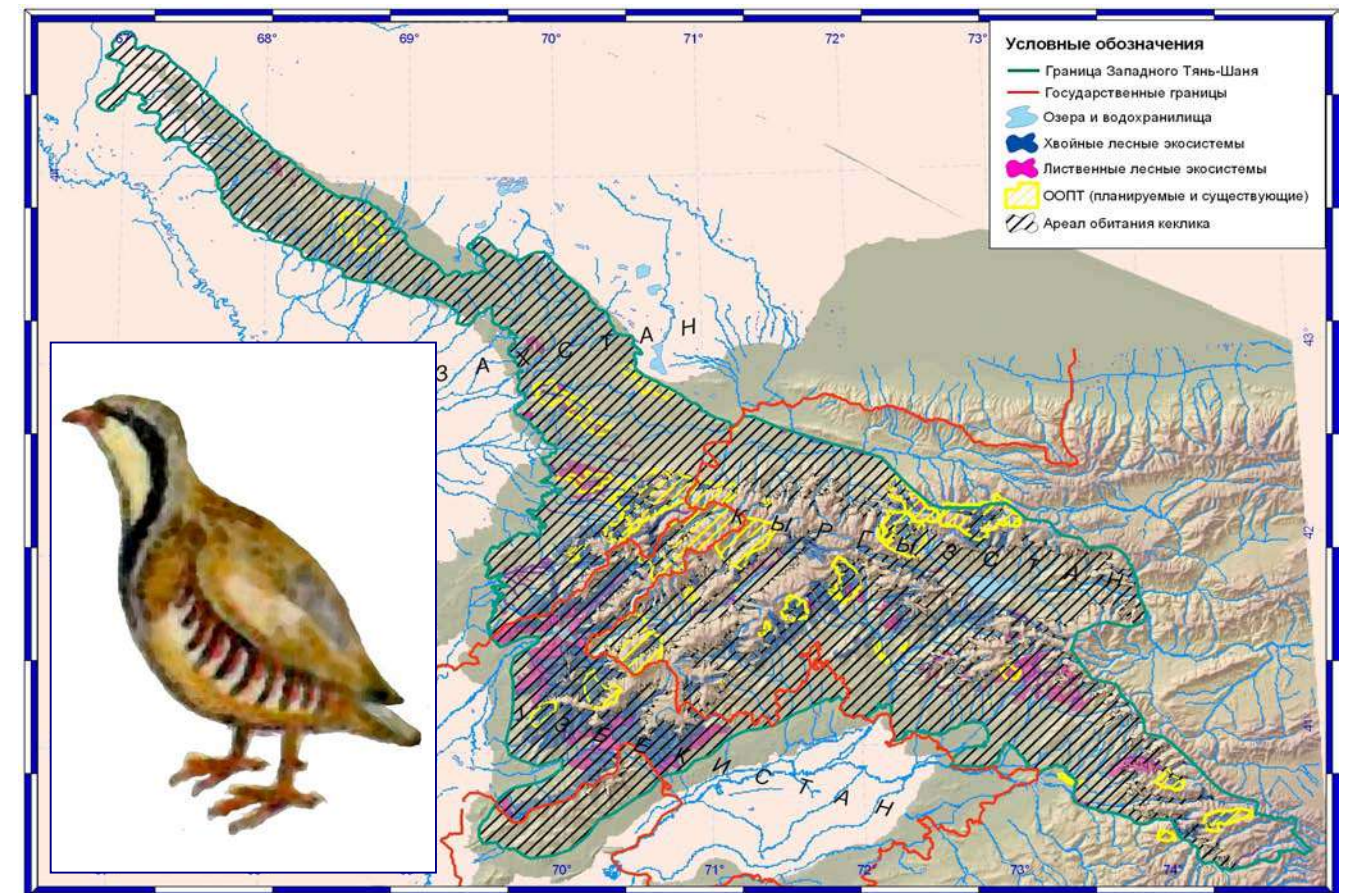 67° 68° 69° 70° 71° 72° 73°
Условные обозначения
Граница Западного Тянь-Шаня
Государственные границы
Озера и водохранилища
Хвойные лесные экосистемы
Лиственные лесные экосистемы
ООПТ (планируемые и существующие)
Ареал обитания кеклика
43°
З А Х С Т А Н
42
К Ы Р Г Ы З С Т А Н
41
З Б Е К И С Т А Н
70° 71° 72° 73° 74°